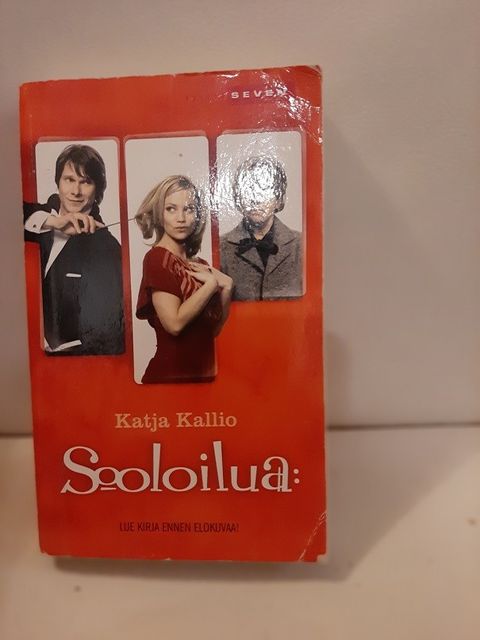 SEVEN
Katja Kallio
Sooloilua:
LUE KIRJA ENNEN ELOKUVAA!